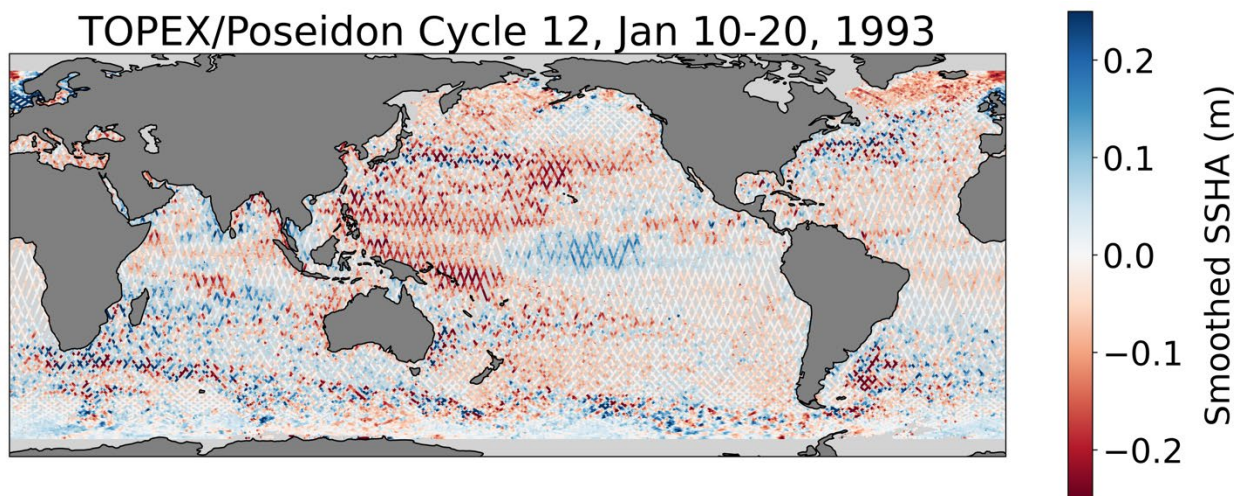 TOPEX/Poseidon Cycle 12, Jan 10-20, 1993
0.2
0.1
0.0
−0.1
−0.2
Smoothed SSHA (m)